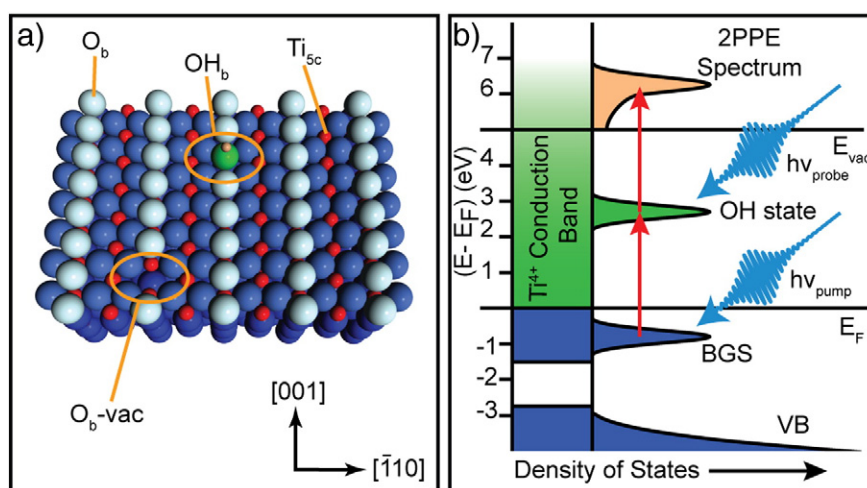 a)
O_b
OH_b
Ti_5c
O_b-vac
[001]
[1̄10]
b)
2PPE
Spectrum
7
6
4
3
2
1
-1
-2
-3
(E- E_F) (eV)
Ti⁴⁺ Conduction
Band
E_vac
hν_probe
OH state
hν_pump
E_F
BGS
VB
Density of States